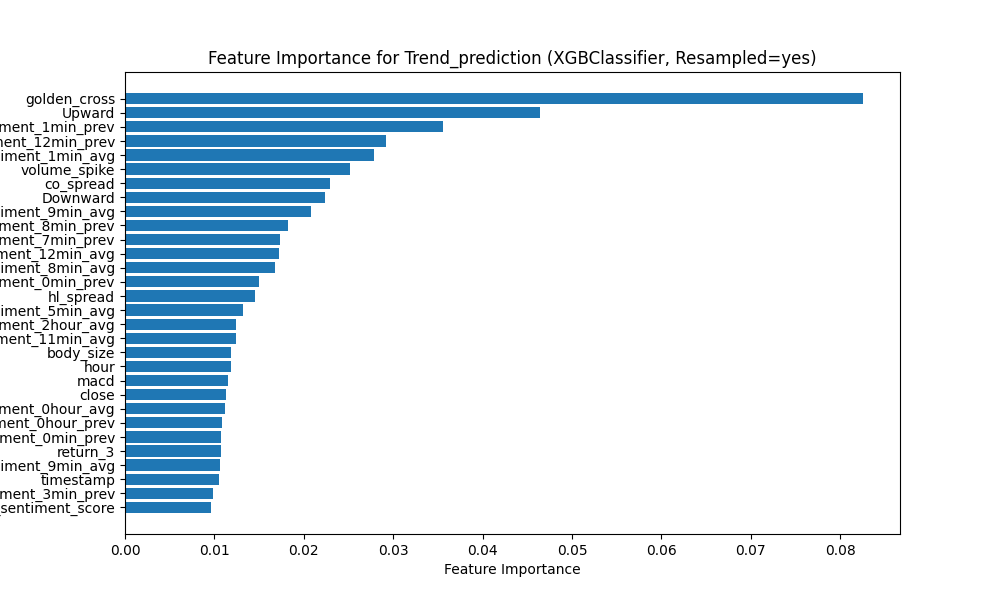 Feature Importance for Trend_prediction (XGBClassifier, Resampled=yes)
golden_cross
Upward
ment_1min_prev
ment_12min_prev
iment_1min_avg
volume_spike
co_spread
Downward
iment_9min_avg
ment_8min_prev
ment_7min_prev
ment_12min_avg
iment_8min_avg
ment_0min_prev
hl_spread
iment_5min_avg
ment_2hour_avg
ment_11min_avg
body_size
hour
macd
close
ment_0hour_avg
ment_0hour_prev
ment_0min_prev
return_3
iment_9min_avg
timestamp
ment_3min_prev
_sentiment_score
0.00 0.01 0.02 0.03 0.04 0.05 0.06 0.07 0.08
Feature Importance